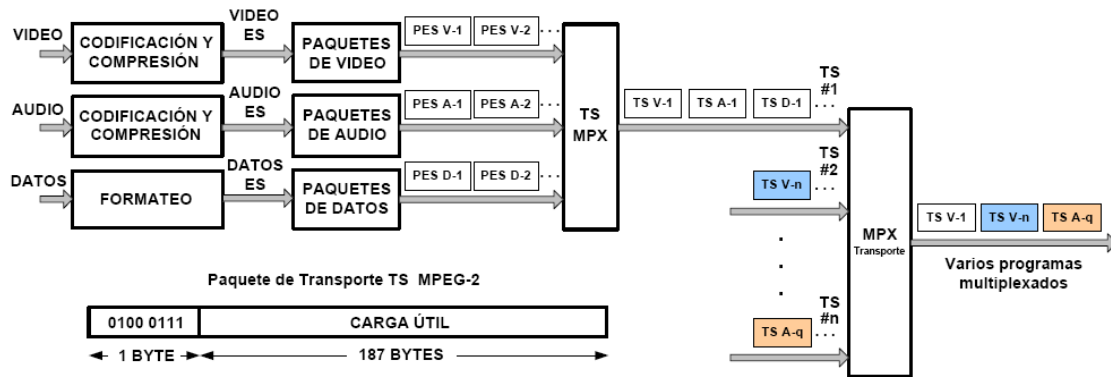 VIDEO
CODIFICACIÓN Y
COMPRESIÓN
VIDEO
ES
PAQUETES
DE VIDEO
PES V-1
PES V-2
...
AUDIO
CODIFICACIÓN Y
COMPRESIÓN
AUDIO
ES
PAQUETES
DE AUDIO
PES A-1
PES A-2
...
DATOS
FORMATEO
DATOS
ES
PAQUETES
DE DATOS
PES D-1
PES D-2
...
TS
MPX
TS V-1
TS A-1
TS D-1
...
TS
#1
TS
#2
TS V-n
...
TS
#n
TS A-q
...
MPX
Transporte
TS V-1
TS V-n
TS A-q
Varios programas
multiplexados
Paquete de Transporte TS MPEG-2
0100 0111
CARGA ÚTIL
1 BYTE
187 BYTES